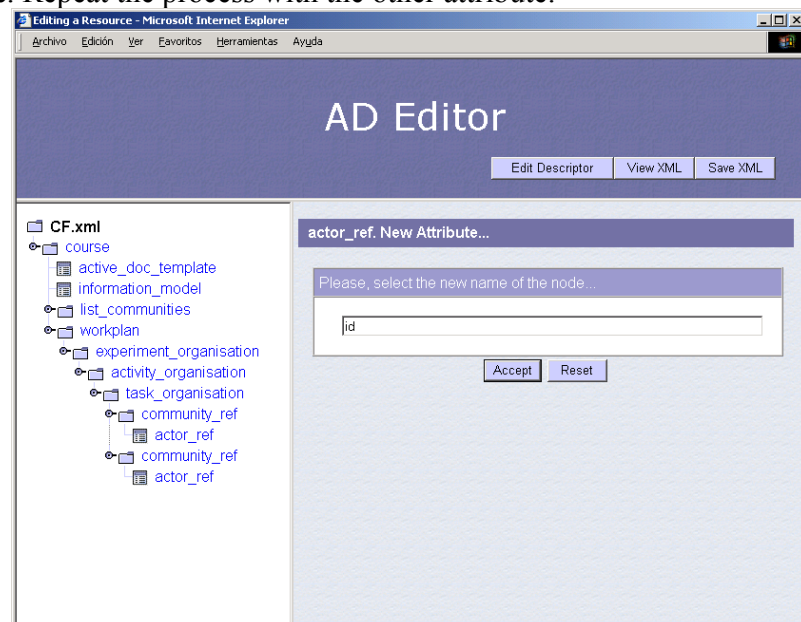 . Repeat the process with the other attribute.
Editing a Resource - Microsoft Internet Explorer
Archivo Edición Ver Favoritos Herramientas Ayuda
AD Editor
Edit Descriptor View XML Save XML
CF.xml
course
active_doc_template
information_model
list_communities
workplan
experiment_organisation
activity_organisation
task_organisation
community_ref
actor_ref
community_ref
actor_ref
actor_ref. New Attribute...
Please, select the new name of the node...
id
Accept Reset